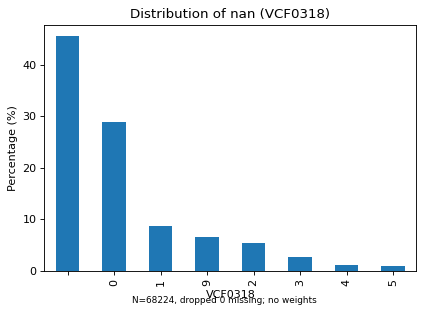 Distribution of nan (VCF0318)
Percentage (%)
40
30
20
10
0
0 1 9 2 3 4 5
VCF0318
N=68224, dropped 0 missing; no weights